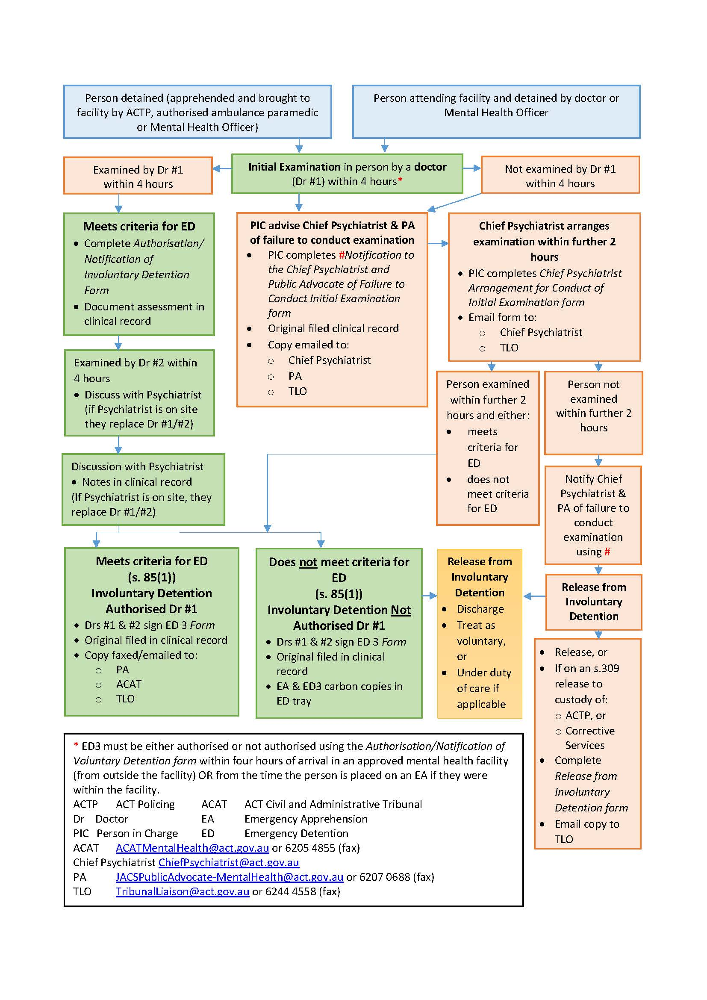 Person detained (apprehended and brought to
facility by ACTP, authorised ambulance paramedic
or Mental Health Officer)
Person attending facility and detained by doctor or
Mental Health Officer
Examined by Dr #1
within 4 hours
Initial Examination in person by a doctor
(Dr #1) within 4 hours*
Not examined by Dr #1
within 4 hours
Meets criteria for ED
• Complete Authorisation/
Notification of
Involuntary Detention
Form
• Document assessment in
clinical record
PIC advise Chief Psychiatrist & PA
of failure to conduct examination
• PIC completes #Notification to
the Chief Psychiatrist and
Public Advocate of Failure to
Conduct Initial Examination
form
• Original filed clinical record
• Copy emailed to:
o Chief Psychiatrist
o PA
o TLO
Chief Psychiatrist arranges
examination within further 2
hours
• PIC completes Chief Psychiatrist
Arrangement for Conduct of
Initial Examination form
• Email form to:
o Chief Psychiatrist
o TLO
Examined by Dr #2 within
4 hours
• Discuss with Psychiatrist
(if Psychiatrist is on site
they replace Dr #1/#2)
Person examined
within further 2
hours and either:
• meets
criteria for
ED
• does not
meet criteria
for ED
Person not
examined
within further 2
hours
Discussion with Psychiatrist
• Notes in clinical record
(If Psychiatrist is on site, they
replace Dr #1/#2)
Notify Chief
Psychiatrist &
PA of failure to
conduct
examination
using #
Meets criteria for ED
(s. 85(1))
Involuntary Detention
Authorised Dr #1
• Drs #1 & #2 sign ED 3 Form
• Original filed in clinical record
• Copy faxed/emailed to:
o PA
o ACAT
o TLO
Does not meet criteria for
ED
(s. 85(1))
Involuntary Detention Not
Authorised Dr #1
• Drs #1 & #2 sign ED 3 Form
• Original filed in clinical
record
• EA & ED3 carbon copies in
ED tray
Release from
Involuntary
Detention
• Discharge
• Treat as
voluntary,
or
• Under duty
of care if
applicable
Release from
Involuntary
Detention
• Release, or
• If on an s.309
release to
custody of:
o ACTP, or
o Corrective
Services
• Complete
Release from
Involuntary
Detention form
• Email copy to
TLO
* ED3 must be either authorised or not authorised using the Authorisation/Notification of
Voluntary Detention form within four hours of arrival in an approved mental health facility
(from outside the facility) OR from the time the person is placed on an EA if they were
within the facility.
ACTP ACT Policing ACAT ACT Civil and Administrative Tribunal
Dr Doctor EA Emergency Apprehension
PIC Person in Charge ED Emergency Detention
ACAT ACATMentalHealth@act.gov.au or 6205 4855 (fax)
Chief Psychiatrist ChiefPsychiatrist@act.gov.au
PA JACSPublicAdvocate-MentalHealth@act.gov.au or 6207 0688 (fax)
TLO TribunalLiaison@act.gov.au or 6244 4558 (fax)